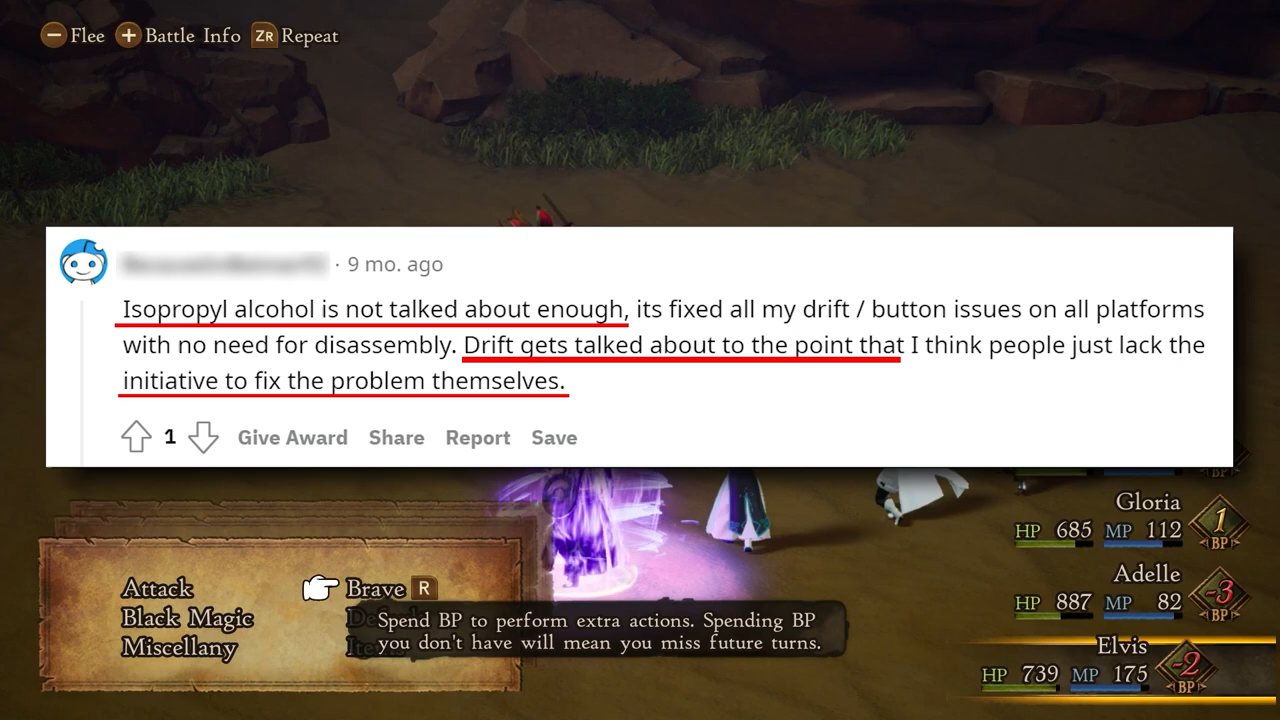 − Flee + Battle Info ZR Repeat
· 9 mo. ago
Isopropyl alcohol is not talked about enough, its fixed all my drift / button issues on all platforms
with no need for disassembly. Drift gets talked about to the point that I think people just lack the
initiative to fix the problem themselves.
1 Give Award Share Report Save
BP
Gloria
HP 685 MP 112 1 BP
Adelle
HP 887 MP 82 -3 BP
Elvis
HP 739 MP 175 -2 BP
Attack Brave R
Black Magic
Miscellany
Spend BP to perform extra actions. Spending BP
you don't have will mean you miss future turns.